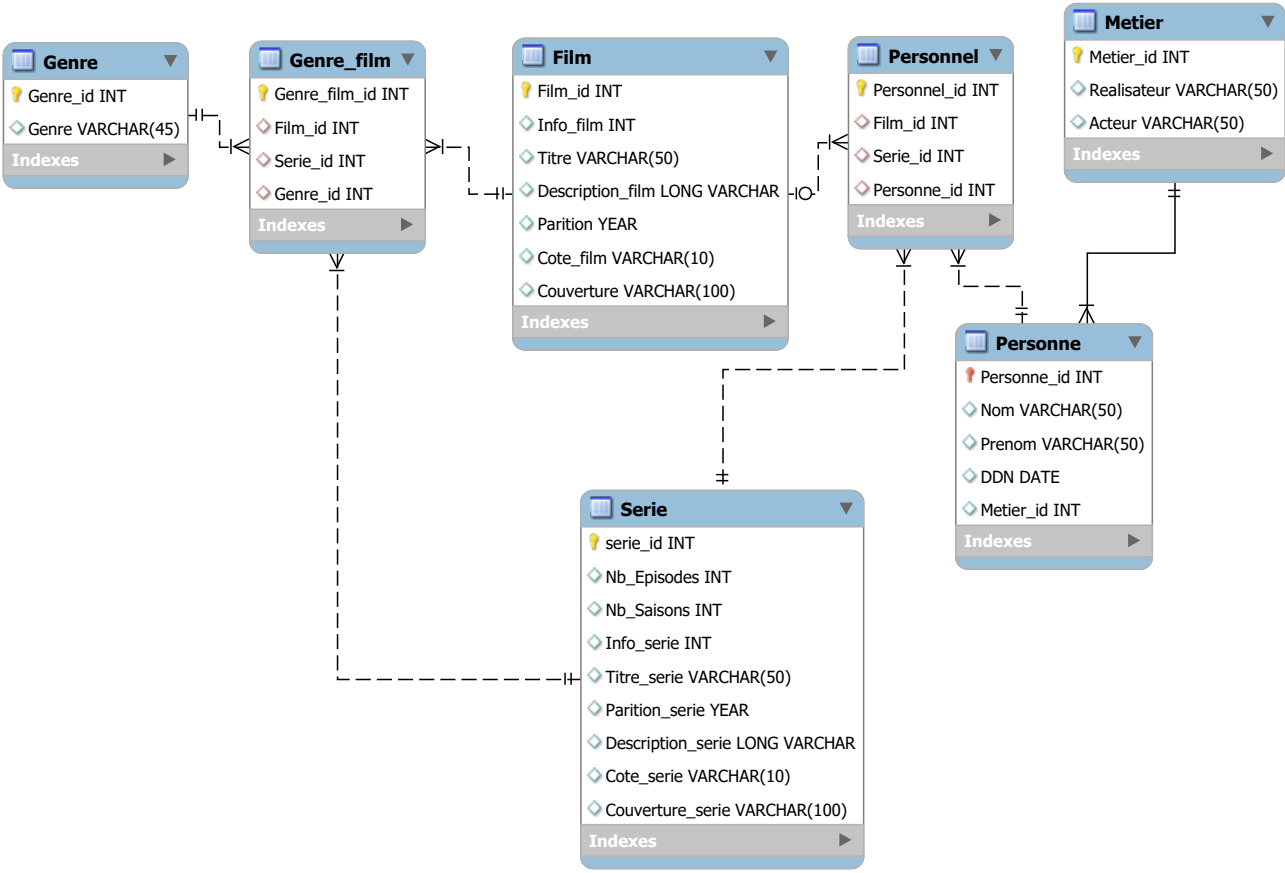 Genre
Genre_id INT
Genre VARCHAR(45)
Indexes
Genre_film
Genre_film_id INT
Film_id INT
Serie_id INT
Genre_id INT
Indexes
Film
Film_id INT
Info_film INT
Titre VARCHAR(50)
Description_film LONG VARCHAR
Parition YEAR
Cote_film VARCHAR(10)
Couverture VARCHAR(100)
Indexes
Personnel
Personnel_id INT
Film_id INT
Serie_id INT
Personne_id INT
Indexes
Metier
Metier_id INT
Realisateur VARCHAR(50)
Acteur VARCHAR(50)
Indexes
Personne
Personne_id INT
Nom VARCHAR(50)
Prenom VARCHAR(50)
DDN DATE
Metier_id INT
Indexes
Serie
serie_id INT
Nb_Episodes INT
Nb_Saisons INT
Info_serie INT
Titre_serie VARCHAR(50)
Parition_serie YEAR
Description_serie LONG VARCHAR
Cote_serie VARCHAR(10)
Couverture_serie VARCHAR(100)
Indexes